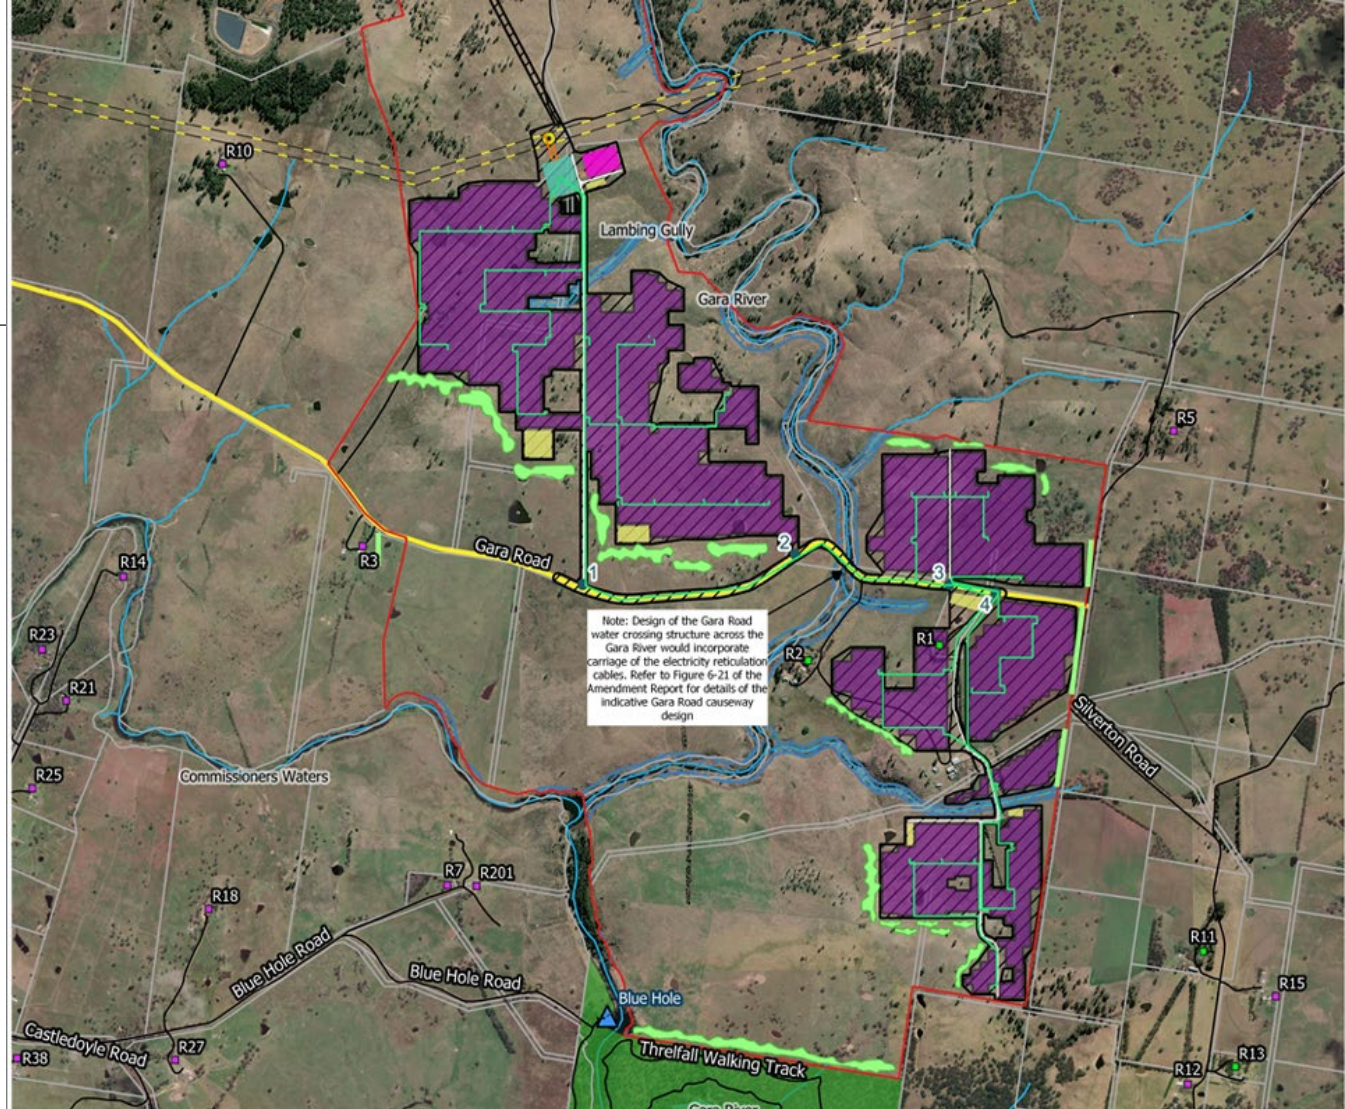 R10
Lambing Gully
Gara River
R5
Gara Road
R3
1
2
3
4
R14
R23
R21
R25
Note: Design of the Gara Road
water crossing structure across the
Gara River would incorporate
carriage of the electricity reticulation
cables. Refer to Figure 6-21 of the
Amendment Report for details of the
indicative Gara Road causeway
design
R1
R2
Silverton Road
Commissioners Waters
R7
R201
R18
Blue Hole Road
Blue Hole Road
Blue Hole
R11
R15
Castledoyle Road
R38
R27
Threlfall Walking Track
R13
R12
Gara River